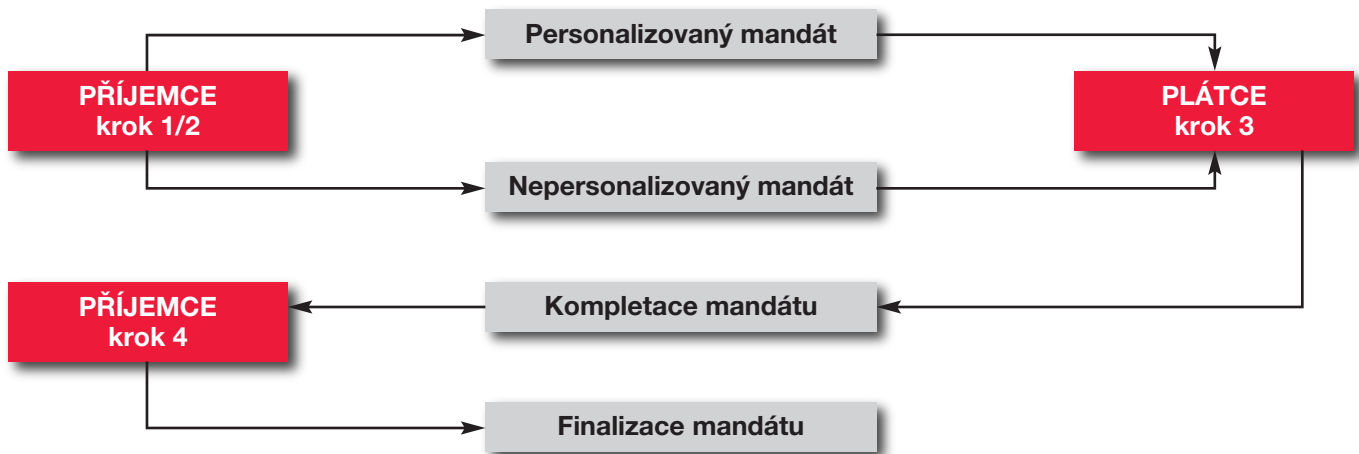 Personalizovaný mandát
PŘÍJEMCE
krok 1/2
PLÁTCE
krok 3
Nepersonalizovaný mandát
PŘÍJEMCE
krok 4
Kompletace mandátu
Finalizace mandátu